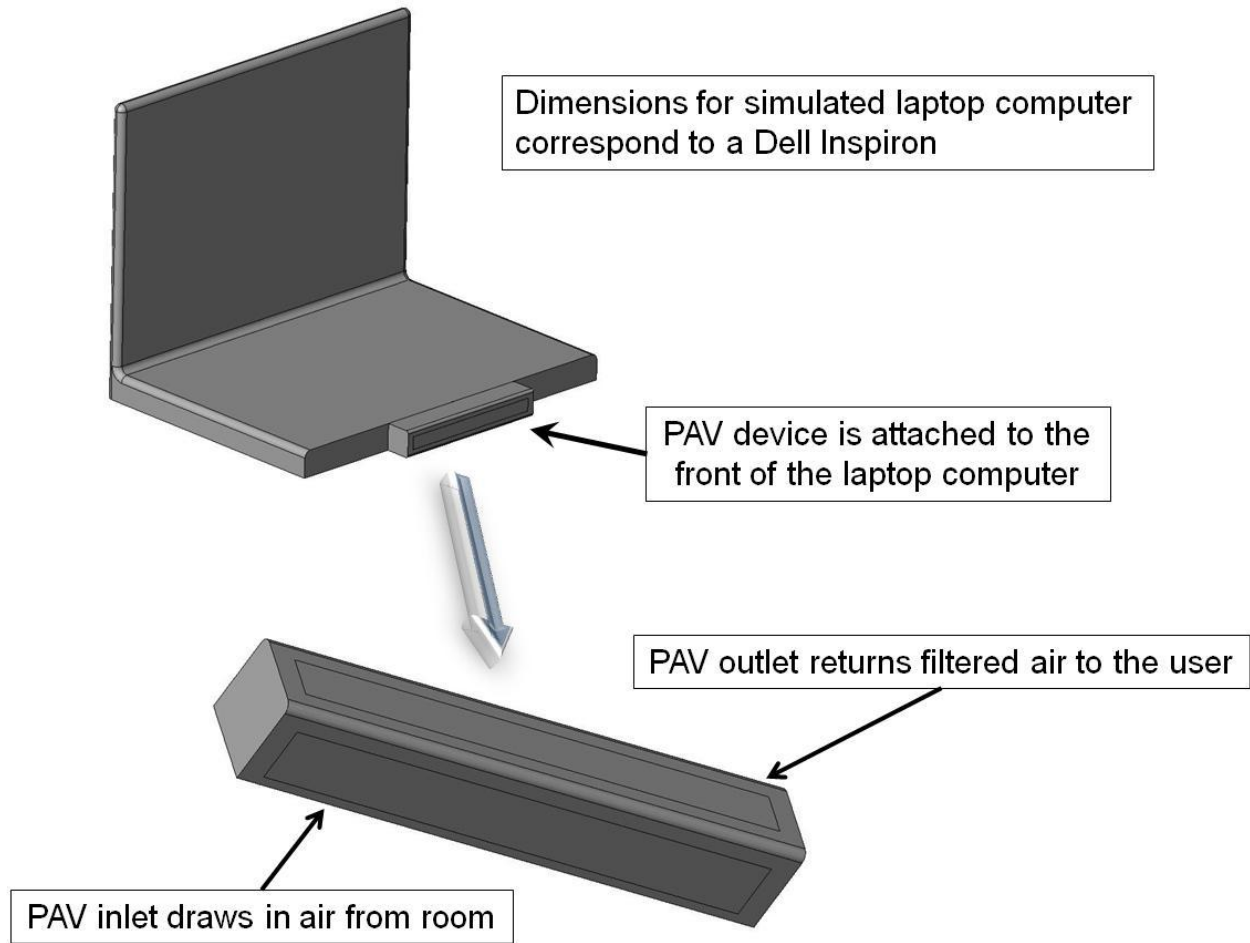 Dimensions for simulated laptop computer
correspond to a Dell Inspiron
PAV device is attached to the
front of the laptop computer
PAV outlet returns filtered air to the user
PAV inlet draws in air from room